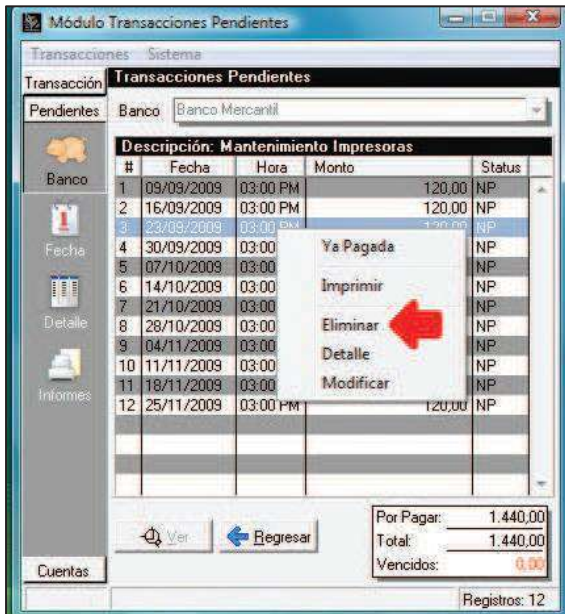 Módulo Transacciones Pendientes
Transacciones Sistema
Transacción
Pendientes
Banco
Fecha
Detalle
Informes
Cuentas
Transacciones Pendientes
Banco Banco Mercantil
Descripción: Mantenimiento Impresoras
# Fecha Hora Monto Status
1 09/09/2009 03:00 PM 120,00 NP
2 16/09/2009 03:00 PM 120,00 NP
3 23/09/2009 03:00 PM 120,00 NP
4 30/09/2009 03:00 NP
5 07/10/2009 03:00 NP
6 14/10/2009 03:00 NP
7 21/10/2009 03:00 NP
8 28/10/2009 03:00 NP
9 04/11/2009 03:00 NP
10 11/11/2009 03:00 NP
11 18/11/2009 03:00 NP
12 25/11/2009 03:00 PM 120,00 NP
Ya Pagada
Imprimir
Eliminar
Detalle
Modificar
Ver
Regresar
Por Pagar: 1.440,00
Total: 1.440,00
Vencidos: 0,00
Registros: 12